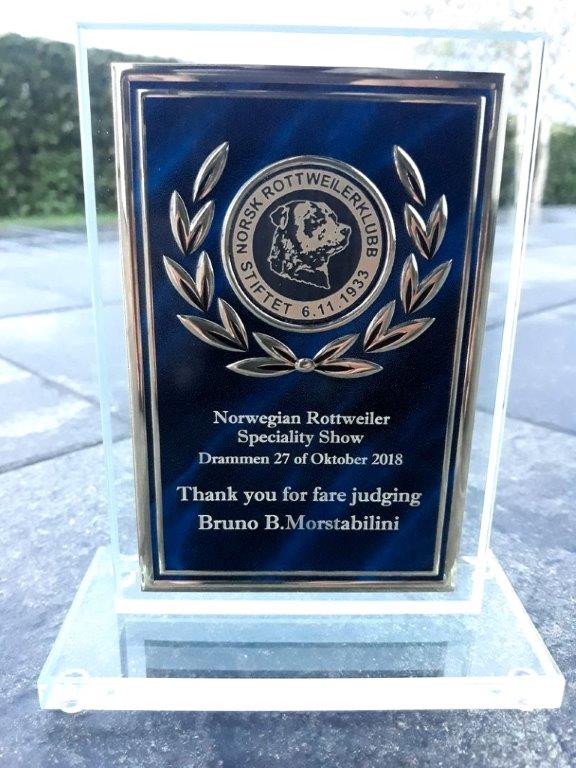 NORSK ROTTWEILERKLUBB
STIFTET 6.11.1933
Norwegian Rottweiler
Speciality Show
Drammen 27 of Oktober 2018
Thank you for fare judging
Bruno B.Morstabilini